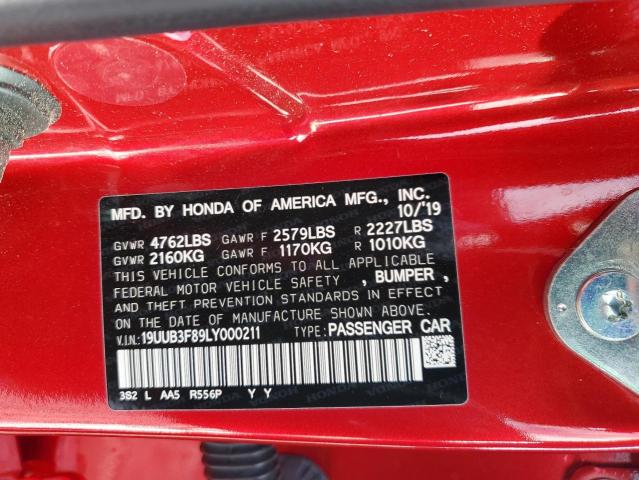 MFD. BY HONDA OF AMERICA MFG., INC.
10/'19
GVWR 4762LBS GAWR F 2579LBS R 2227LBS
GVWR 2160KG GAWR F 1170KG R 1010KG
THIS VEHICLE CONFORMS TO ALL APPLICABLE
FEDERAL MOTOR VEHICLE SAFETY , BUMPER ,
AND THEFT PREVENTION STANDARDS IN EFFECT
ON THE DATE OF MANUFACTURE SHOWN ABOVE.
V.I.N.: 19UUB3F89LY000211 TYPE: PASSENGER CAR
3S2 L AA5 R556P Y Y